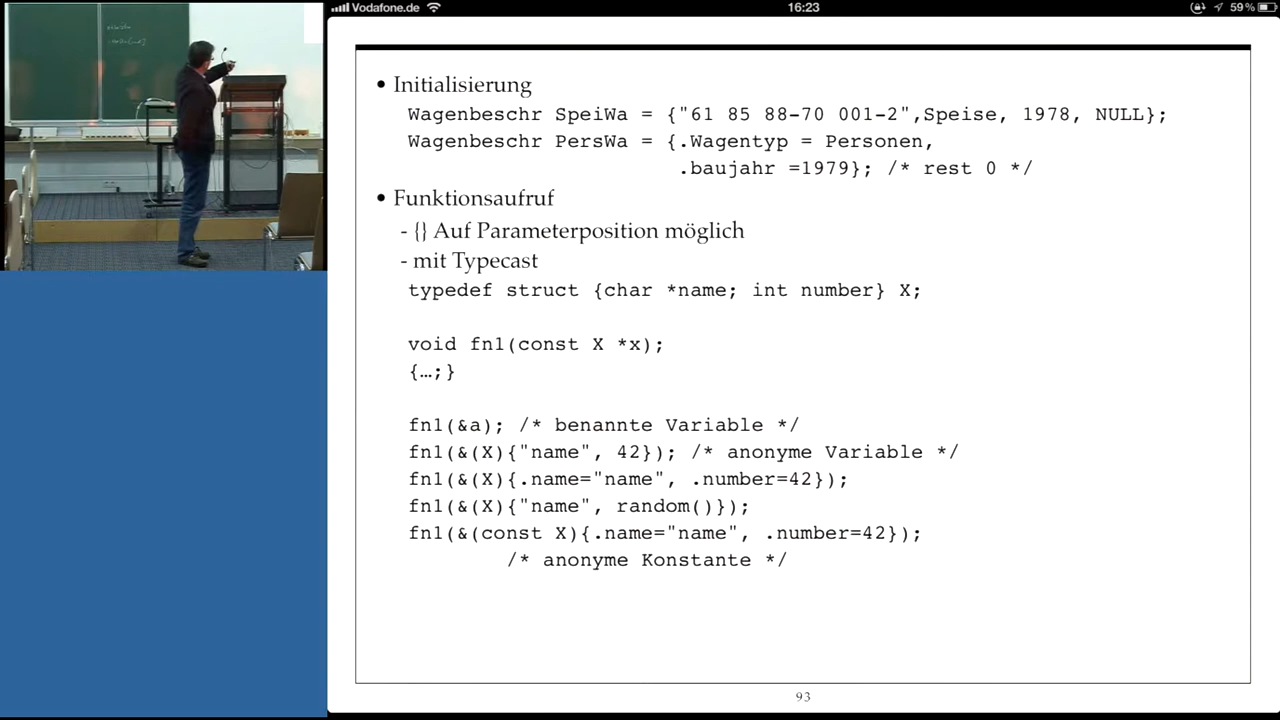 Vodafone.de 16:23 59%
• Initialisierung
Wagenbeschr SpeiWa = {"61 85 88-70 001-2",Speise, 1978, NULL};
Wagenbeschr PersWa = {.Wagentyp = Personen,
.baujahr =1979}; /* rest 0 */
• Funktionsaufruf
- {} Auf Parameterposition möglich
- mit Typecast
typedef struct {char *name; int number} X;
void fn1(const X *x);
{…;}
fn1(&a); /* benannte Variable */
fn1(&(X){"name", 42}); /* anonyme Variable */
fn1(&(X){.name="name", .number=42});
fn1(&(X){"name", random()});
fn1(&(const X){.name="name", .number=42});
/* anonyme Konstante */
93